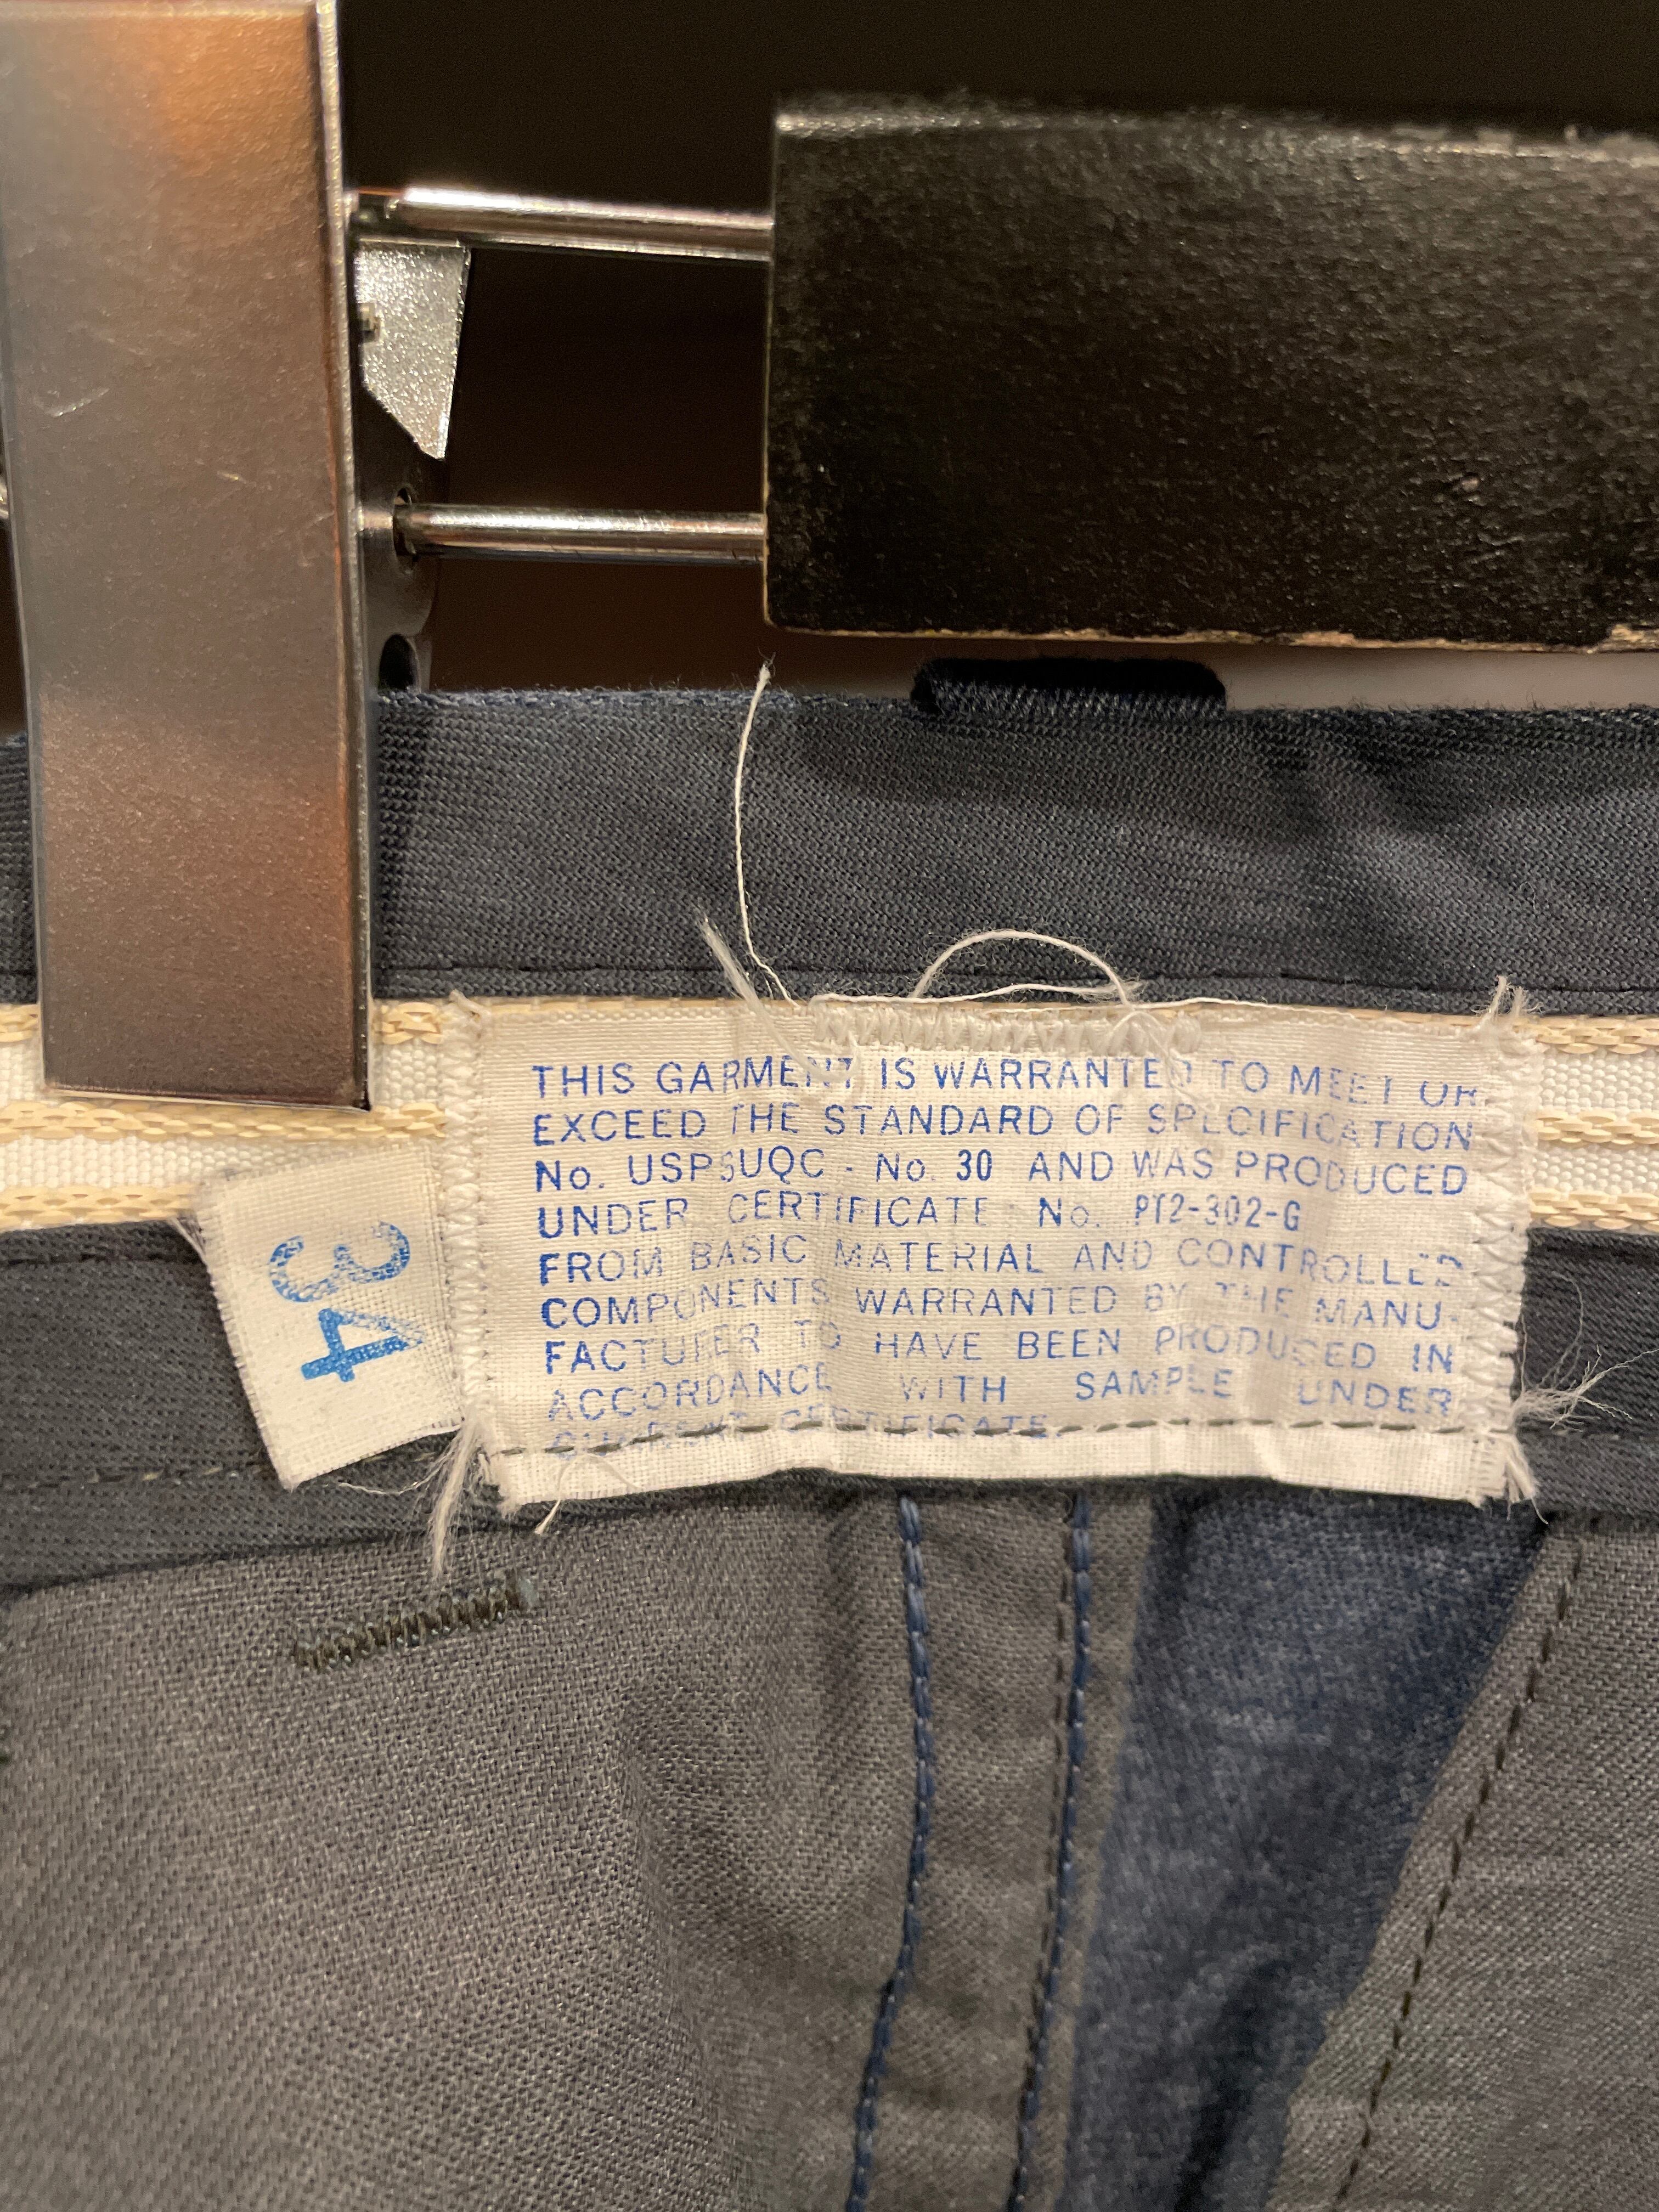 THIS GARMENT IS WARRANTED TO MEET OR
EXCEED THE STANDARD OF SPECIFICATION
No. USPSUQC - No. 30 AND WAS PRODUCED
UNDER CERTIFICATE No. PT2-302-G
FROM BASIC MATERIAL AND CONTROLLED
COMPONENTS WARRANTED BY THE MANU-
FACTURER TO HAVE BEEN PRODUCED IN
ACCORDANCE WITH SAMPLE UNDER
CURRENT CERTIFICATE.
34